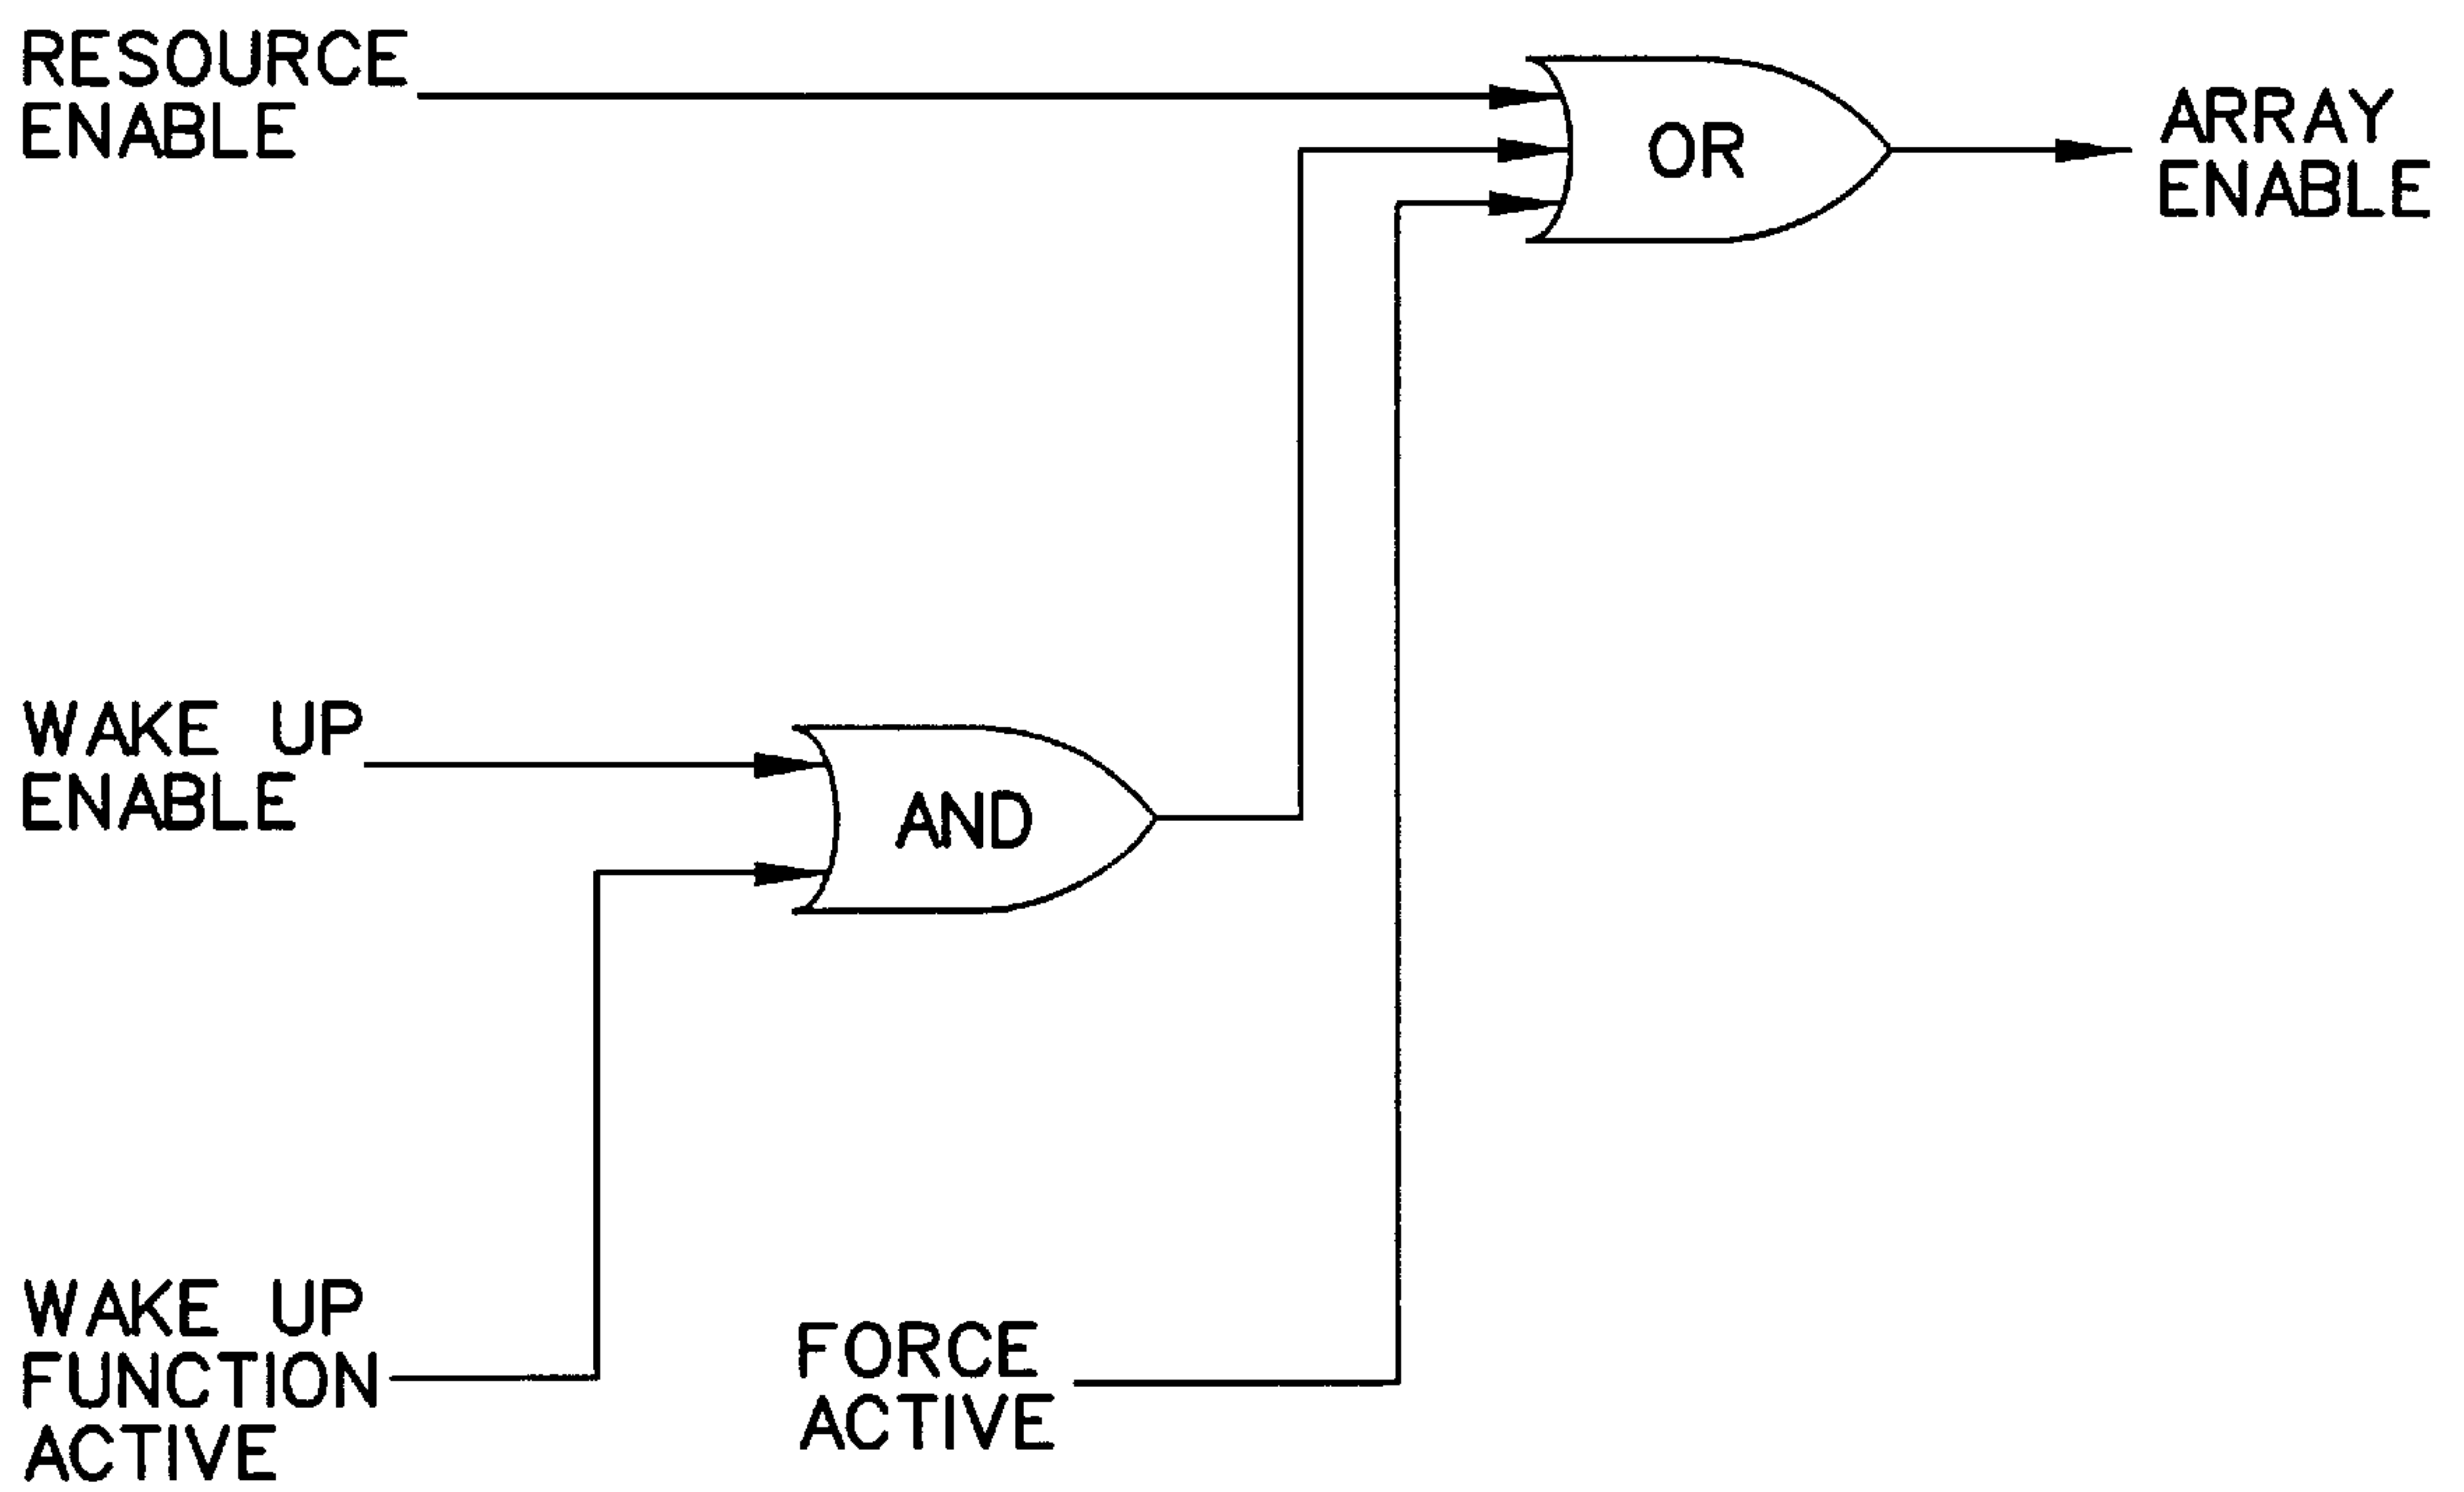 RESOURCE
ENABLE
OR
ARRAY
ENABLE
WAKE UP
ENABLE
AND
WAKE UP
FUNCTION
ACTIVE
FORCE
ACTIVE